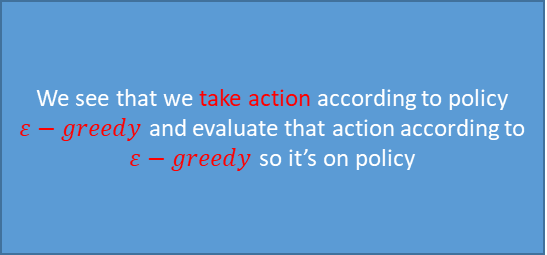 We see that we take action according to policy
ε − greedy and evaluate that action according to
ε − greedy so it’s on policy